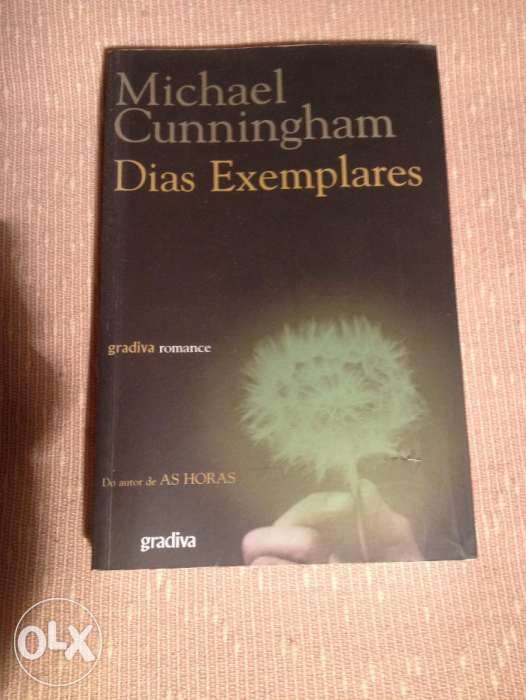 Michael
Cunningham
Dias Exemplares
gradiva romance
Do autor de AS HORAS
gradiva
OLX